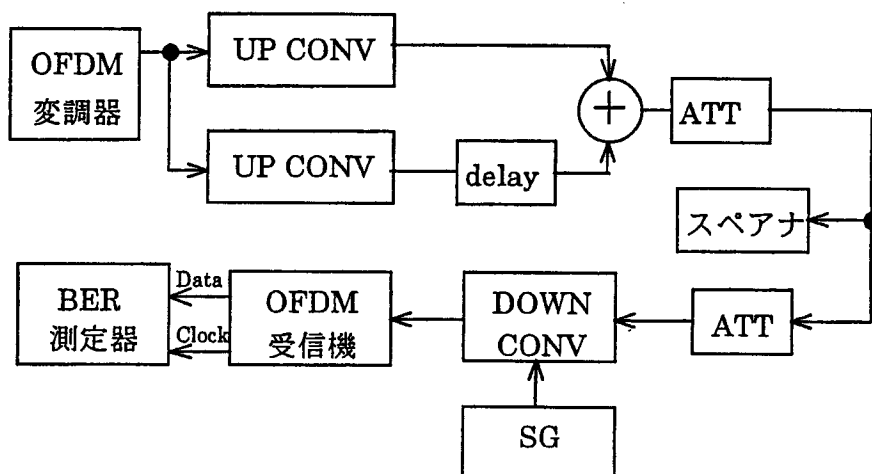 OFDM
変調器
UP CONV
UP CONV
delay
+
ATT
スペアナ
ATT
DOWN
CONV
SG
OFDM
受信機
Data
Clock
BER
測定器